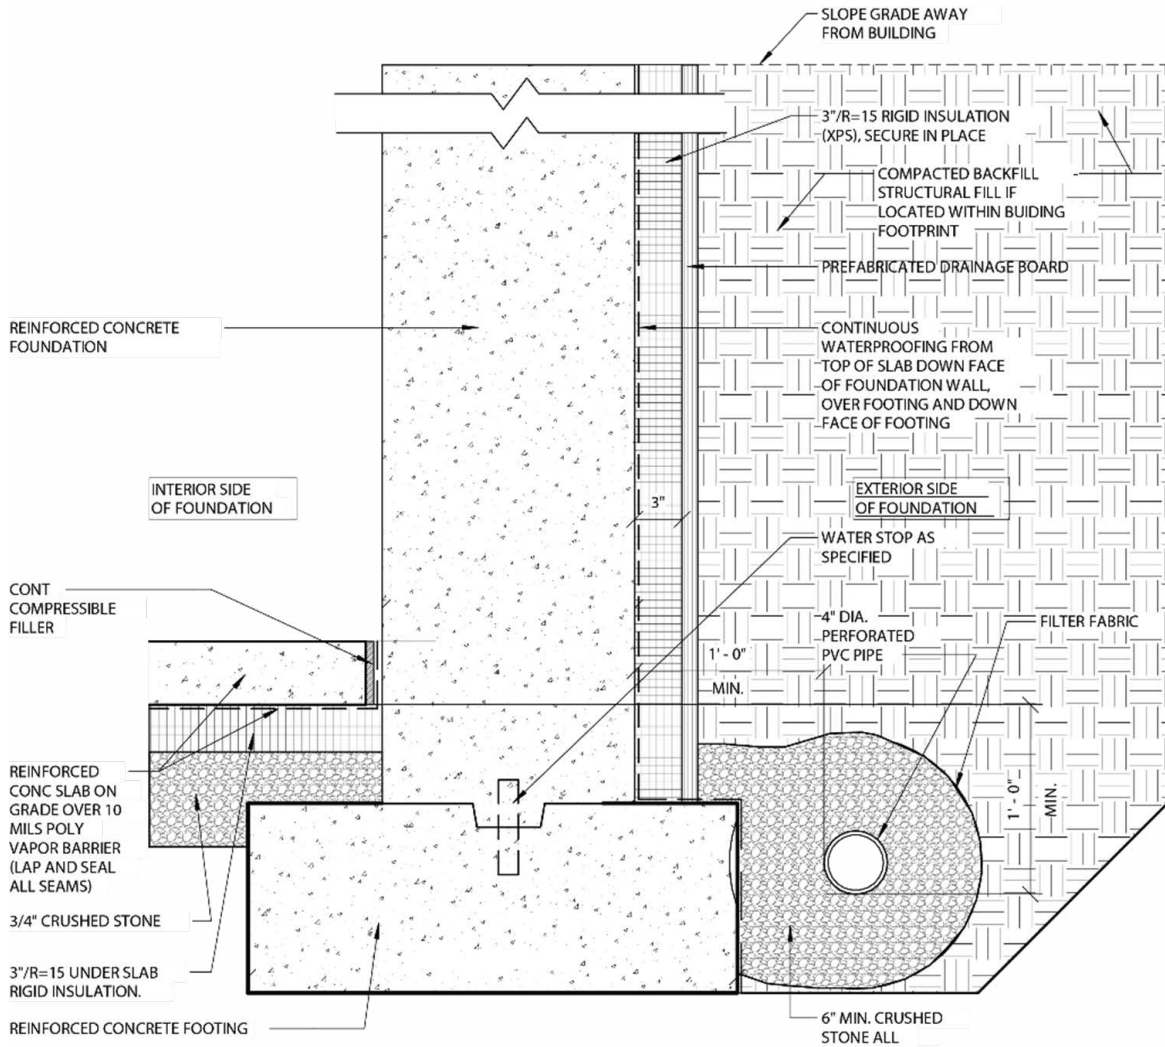 SLOPE GRADE AWAY
FROM BUILDING
3"/R=15 RIGID INSULATION
(XPS), SECURE IN PLACE
COMPACTED BACKFILL
STRUCTURAL FILL IF
LOCATED WITHIN BUIDING
FOOTPRINT
PREFABRICATED DRAINAGE BOARD
REINFORCED CONCRETE
FOUNDATION
CONTINUOUS
WATERPROOFING FROM
TOP OF SLAB DOWN FACE
OF FOUNDATION WALL,
OVER FOOTING AND DOWN
FACE OF FOOTING
INTERIOR SIDE
OF FOUNDATION
3"
EXTERIOR SIDE
OF FOUNDATION
WATER STOP AS
SPECIFIED
CONT
COMPRESSIBLE
FILLER
4" DIA.
PERFORATED
PVC PIPE
FILTER FABRIC
1' - 0"
MIN.
1' - 0"
MIN.
REINFORCED
CONC SLAB ON
GRADE OVER 10
MILS POLY
VAPOR BARRIER
(LAP AND SEAL
ALL SEAMS)
3/4" CRUSHED STONE
3"/R=15 UNDER SLAB
RIGID INSULATION.
REINFORCED CONCRETE FOOTING
6" MIN. CRUSHED
STONE ALL